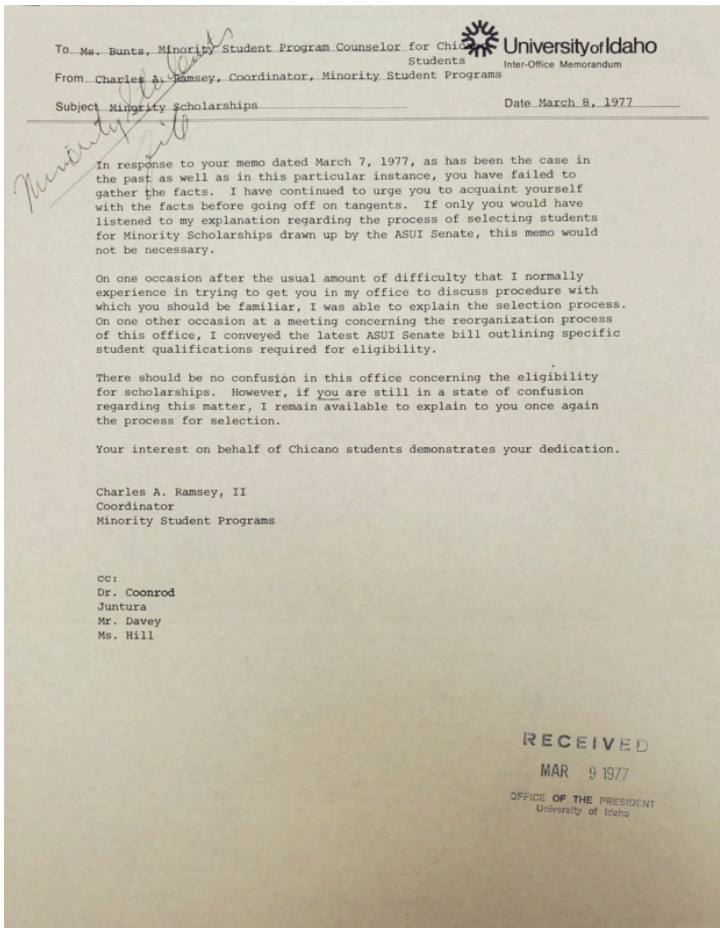 To Ms. Bunts, Minority Student Program Counselor for Chic
Students
University of Idaho
Inter-Office Memorandum
From Charles A. Ramsey, Coordinator, Minority Student Programs
Subject Minority Scholarships
Date March 8, 1977
Minority Students
File
In response to your memo dated March 7, 1977, as has been the case in
the past as well as in this particular instance, you have failed to
gather the facts. I have continued to urge you to acquaint yourself
with the facts before going off on tangents. If only you would have
listened to my explanation regarding the process of selecting students
for Minority Scholarships drawn up by the ASUI Senate, this memo would
not be necessary.
On one occasion after the usual amount of difficulty that I normally
experience in trying to get you in my office to discuss procedure with
which you should be familiar, I was able to explain the selection process.
On one other occasion at a meeting concerning the reorganization process
of this office, I conveyed the latest ASUI Senate bill outlining specific
student qualifications required for eligibility.
There should be no confusion in this office concerning the eligibility
for scholarships. However, if you are still in a state of confusion
regarding this matter, I remain available to explain to you once again
the process for selection.
Your interest on behalf of Chicano students demonstrates your dedication.
Charles A. Ramsey, II
Coordinator
Minority Student Programs
cc:
Dr. Coonrod
Juntura
Mr. Davey
Ms. Hill
RECEIVED
MAR 9 1977
OFFICE OF THE PRESIDENT
University of Idaho